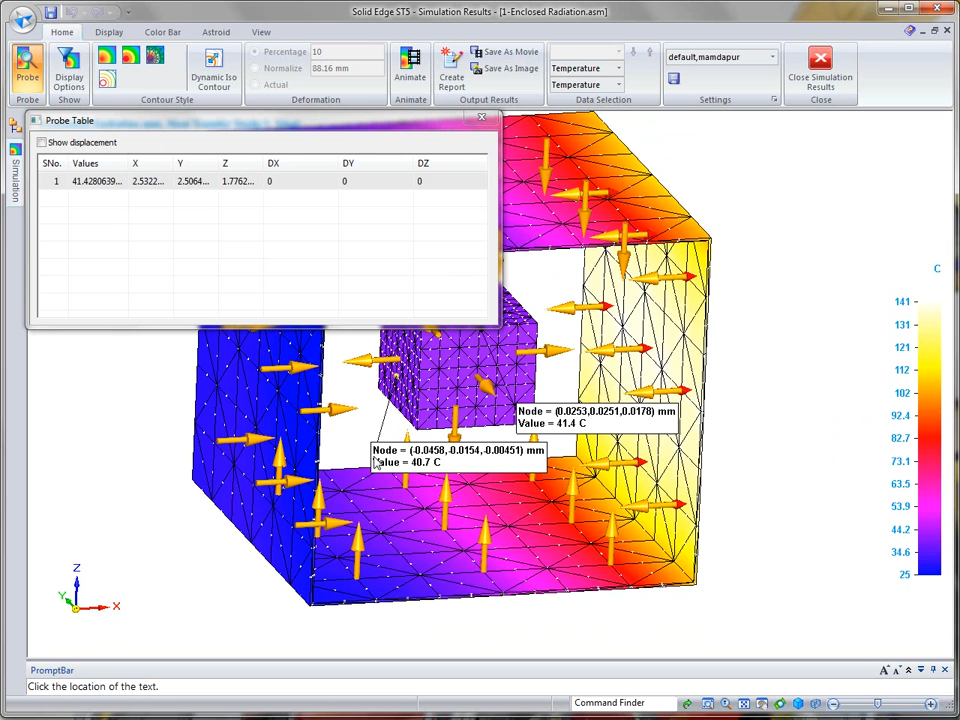 Solid Edge ST5 - Simulation Results - [1-Enclosed Radiation.asm]
Home Display Color Bar Astroid View
Probe
Display Options
Dynamic Iso Contour
Percentage 10
Normalize 88.16 mm
Actual
Animate
Create Report
Save As Movie
Save As Image
Temperature
Temperature
default,mamdapur
Close Simulation Results
Probe Show Contour Style Deformation Animate Output Results Data Selection Settings Close
Probe Table
Show displacement
SNo. Values X Y Z DX DY DZ
1 41.4280639... 2.5322... 2.5064... 1.7762... 0 0 0
Simulation
C
141
131
121
112
102
92.4
82.7
73.1
63.5
53.9
44.2
34.6
25
Node = (0.0253,0.0251,0.0178) mm
Value = 41.4 C
Node = (-0.0458,-0.0154,-0.00451) mm
Value = 40.7 C
Z
Y
X
PromptBar
Click the location of the text.
Command Finder